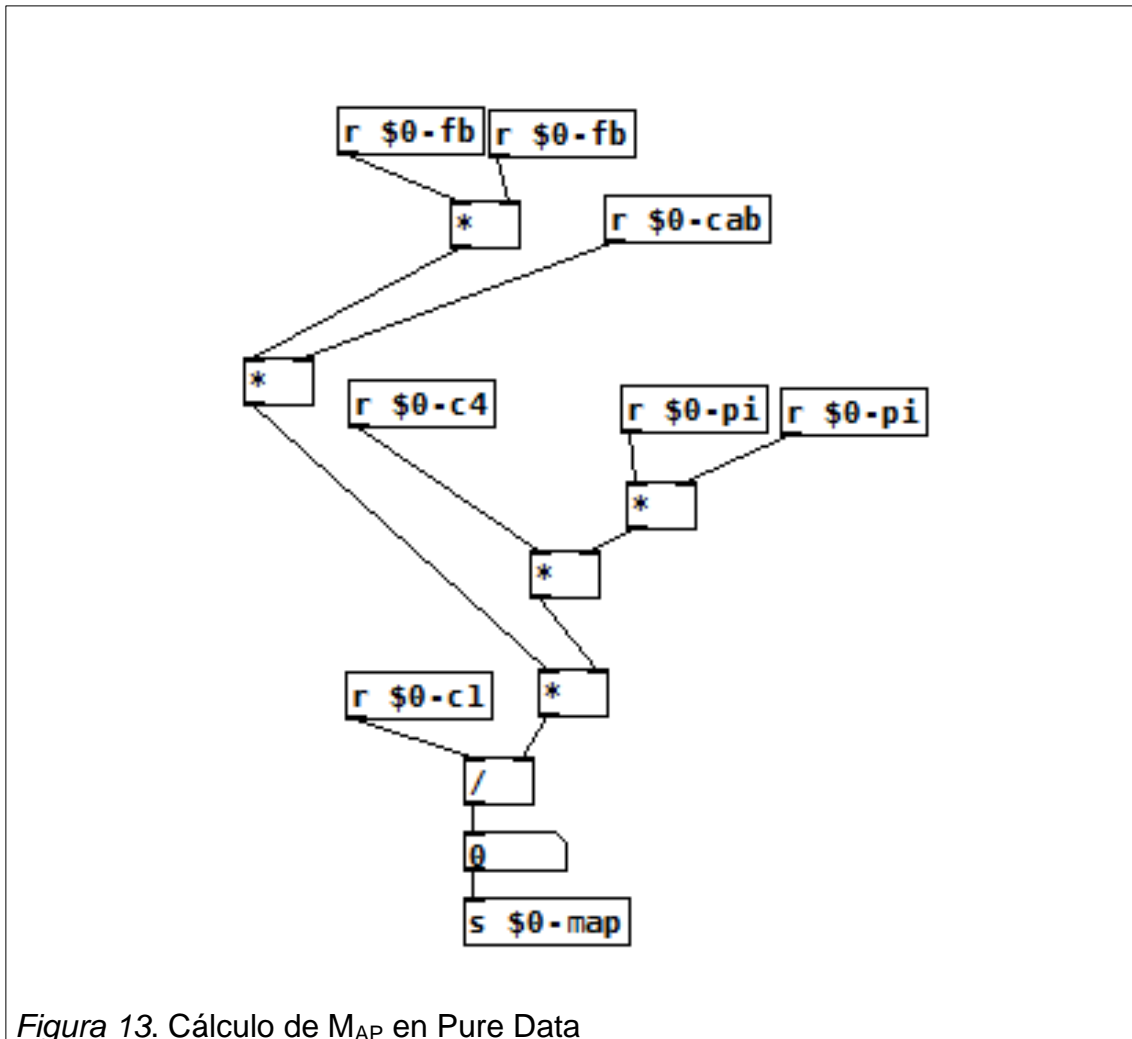 r $0-fb
r $0-fb
*
r $0-cab
*
r $0-c4
r $0-pi
r $0-pi
*
*
r $0-c1
*
/
0
s $0-map
Figura 13. Cálculo de MAP en Pure Data